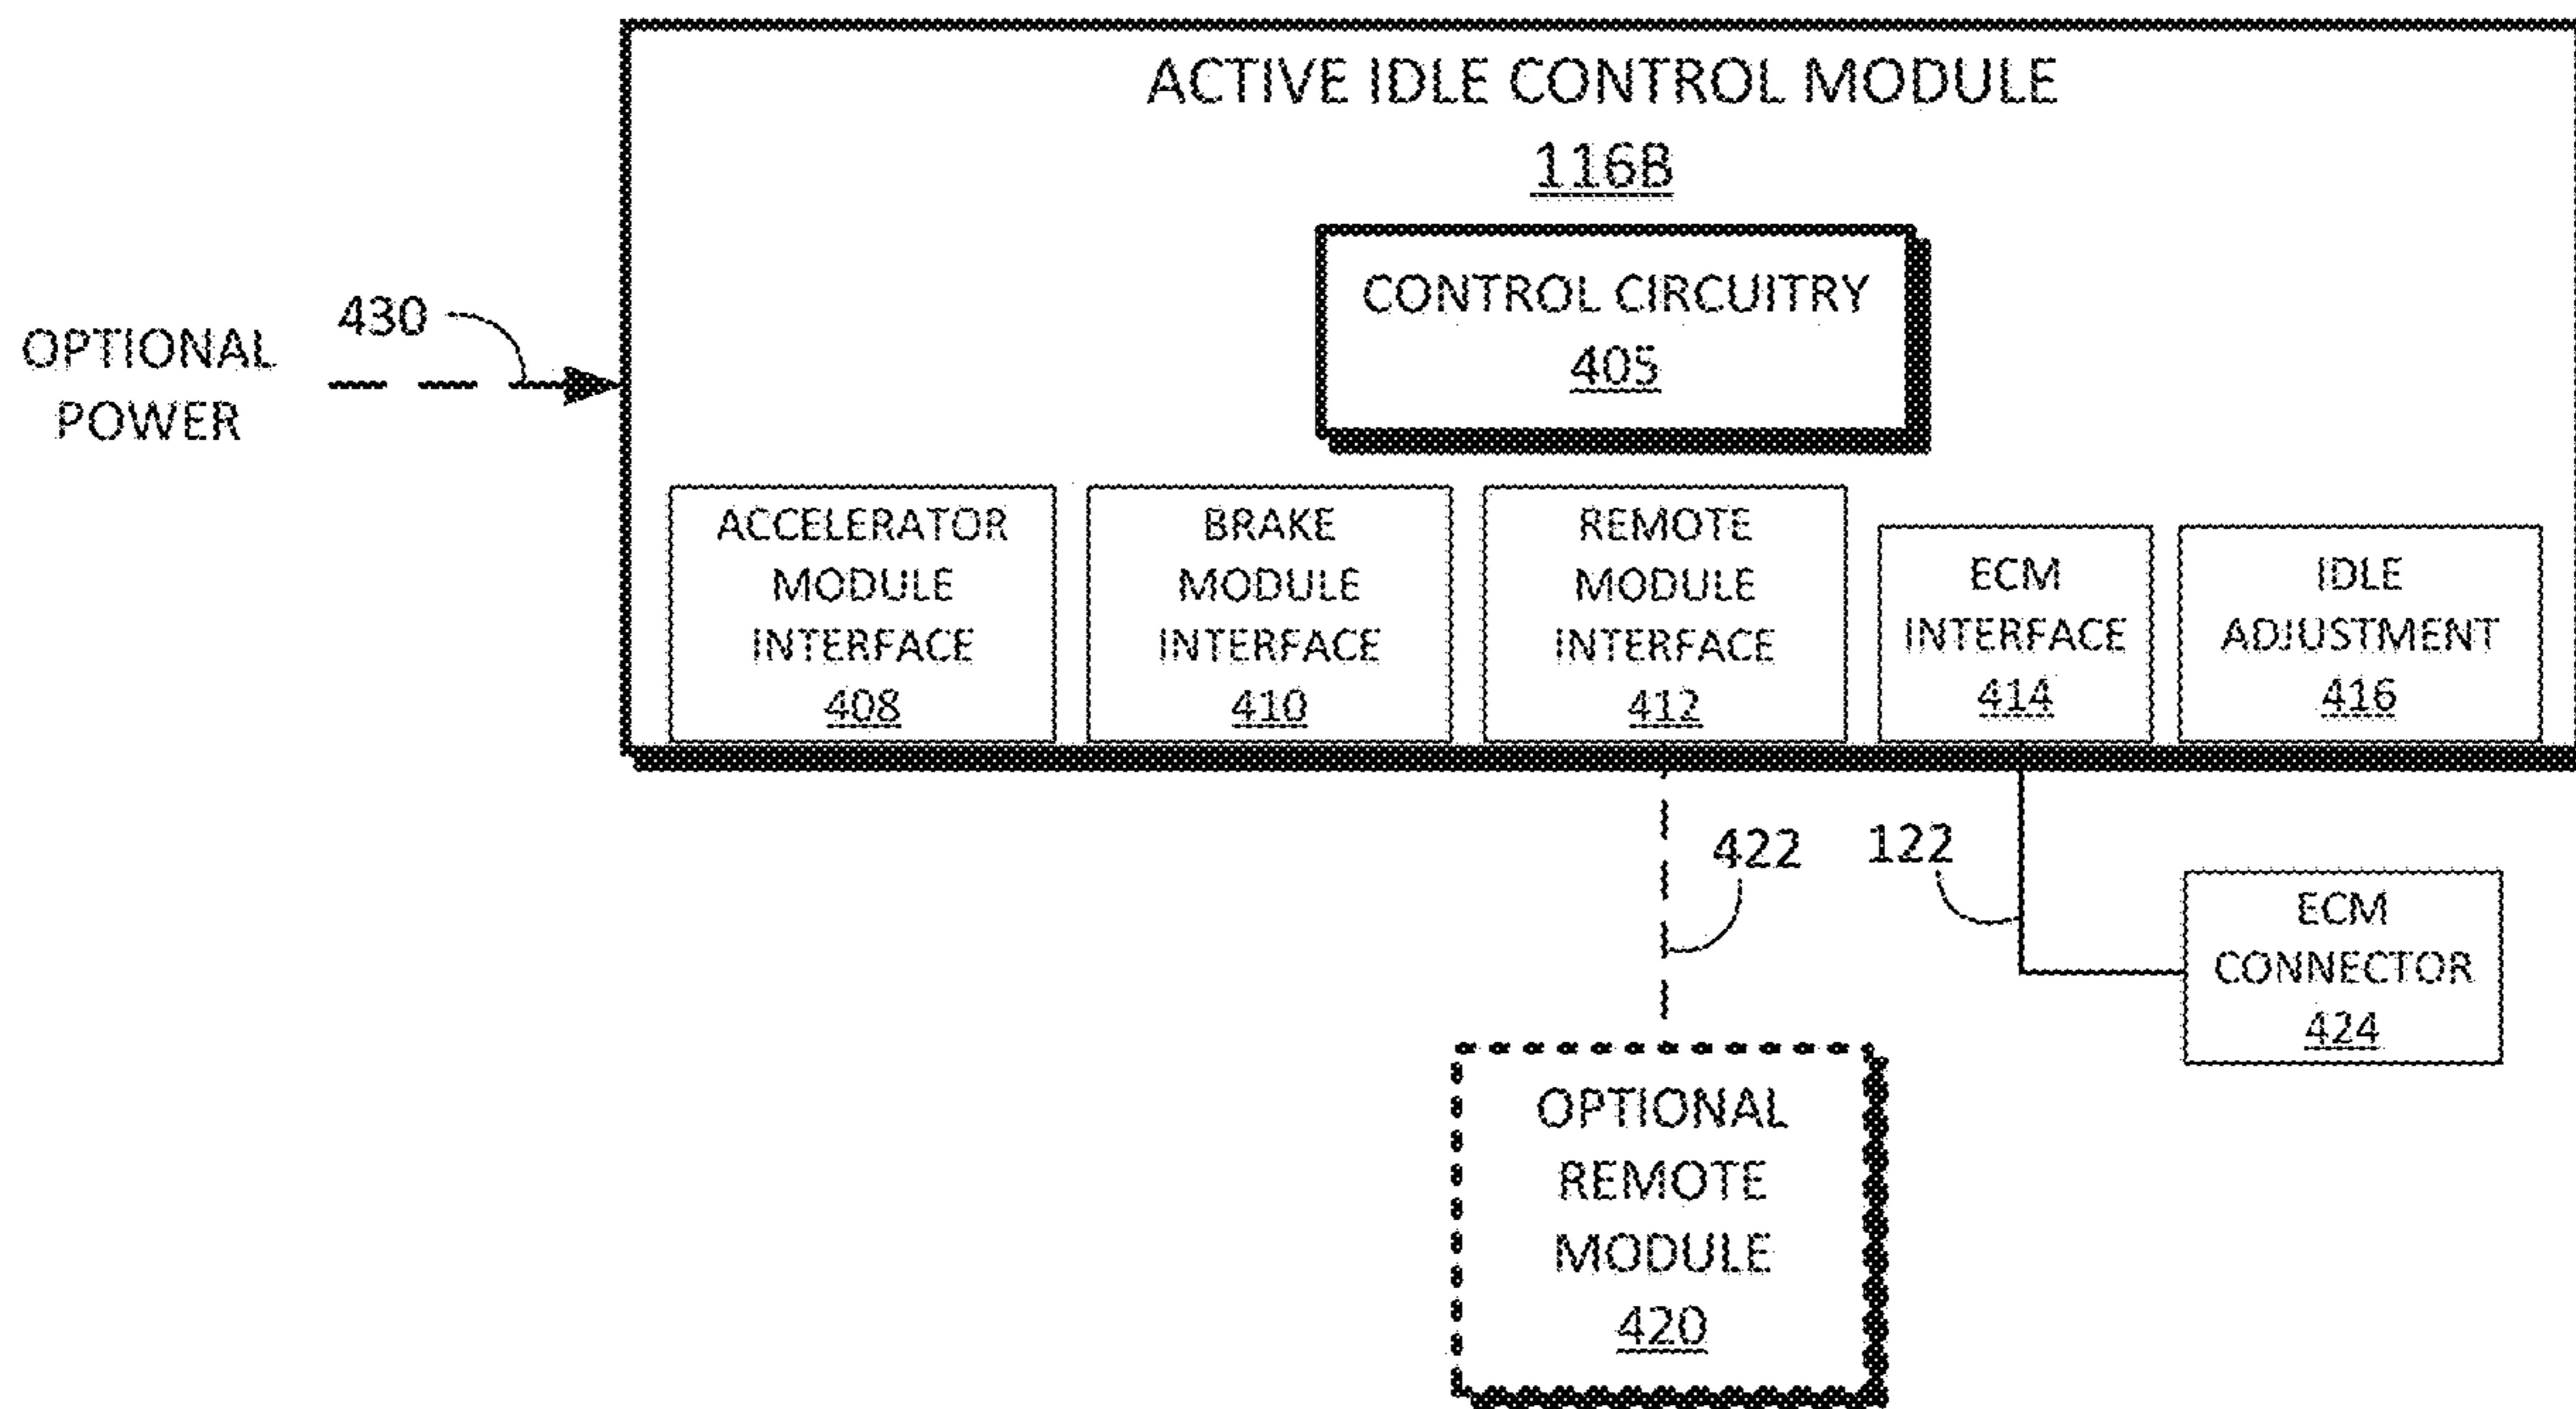 ACTIVE IDLE CONTROL MODULE
116B
CONTROL CIRCUITRY
405
430
OPTIONAL
POWER
ACCELERATOR
MODULE
INTERFACE
408
BRAKE
MODULE
INTERFACE
410
REMOTE
MODULE
INTERFACE
412
ECM
INTERFACE
414
IDLE
ADJUSTMENT
416
422
122
ECM
CONNECTOR
424
OPTIONAL
REMOTE
MODULE
420